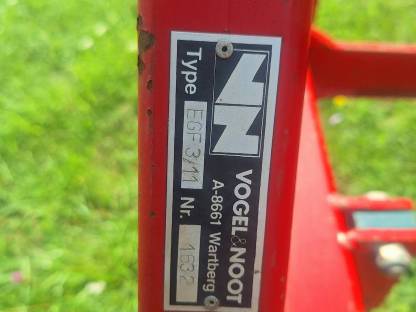 VOGEL&NOOT
A-8661 Wartberg
Type EGF 3/11 Nr. 1632